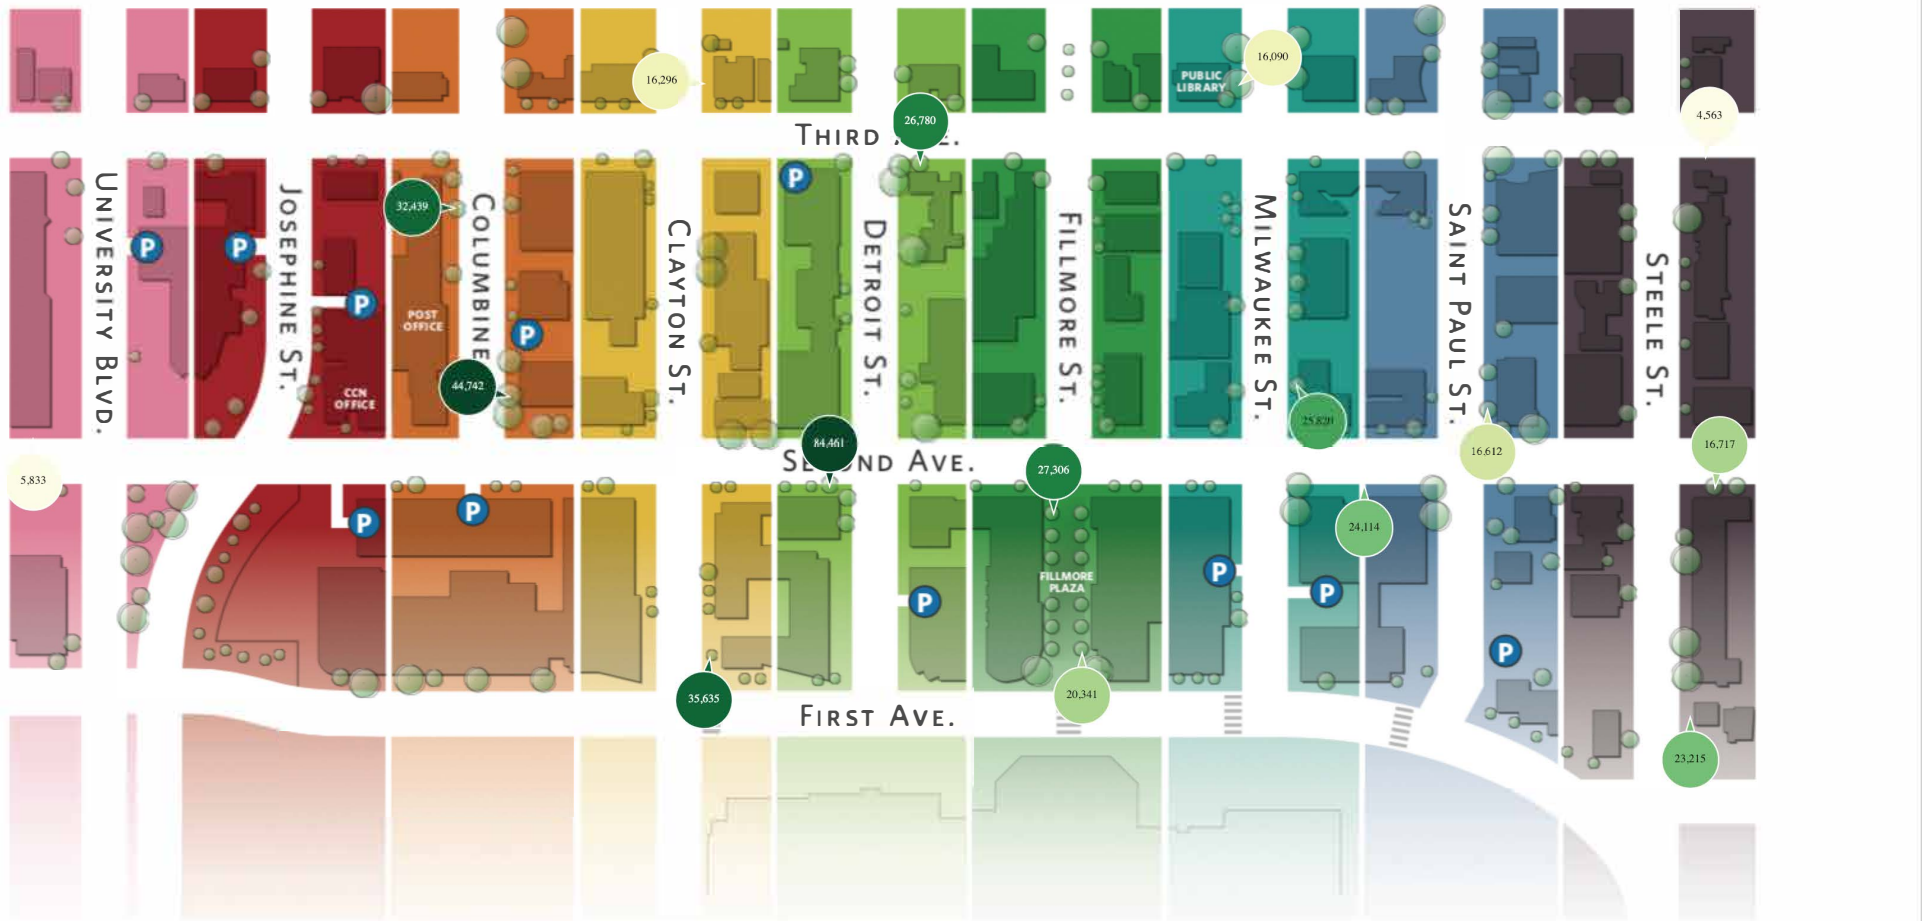 16,296
16,090
PUBLIC
LIBRARY
4,563
26,780
THIRD
E.
P
32,439
UNIVERSITY BLVD.
JOSEPHINE ST.
COLUMBINE
CLAYTON ST.
DETROIT ST.
FILLMORE ST.
MILWAUKEE ST.
SAINT PAUL ST.
STEELE ST.
P
P
P
POST
OFFICE
P
44,742
CCN
OFFICE
25,820
84,461
16,612
16,717
SE ND AVE.
27,306
5,833
P
P
24,114
FILLMORE
PLAZA
P
P
P
P
35,635
20,341
FIRST AVE.
23,215